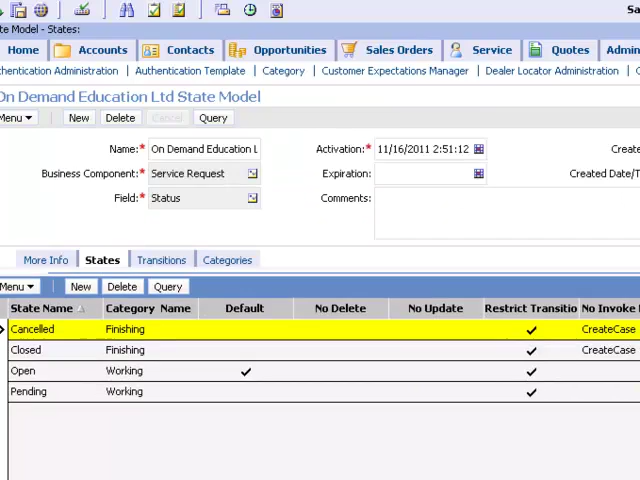 Sa
te Model - States:
Home Accounts Contacts Opportunities Sales Orders Service Quotes Admin
thentication Administration | Authentication Template | Category | Customer Expectations Manager | Dealer Locator Administration |
On Demand Education Ltd State Model
Menu New Delete Cancel Query
Name:* On Demand Education L Activation:* 11/16/2011 2:51:12 Create
Business Component:* Service Request Expiration: Created Date/T
Field:* Status Comments:
More Info States Transitions Categories
Menu New Delete Query
State Name Category Name Default No Delete No Update Restrict Transitio No Invoke
Cancelled Finishing CreateCase
Closed Finishing CreateCase
Open Working
Pending Working